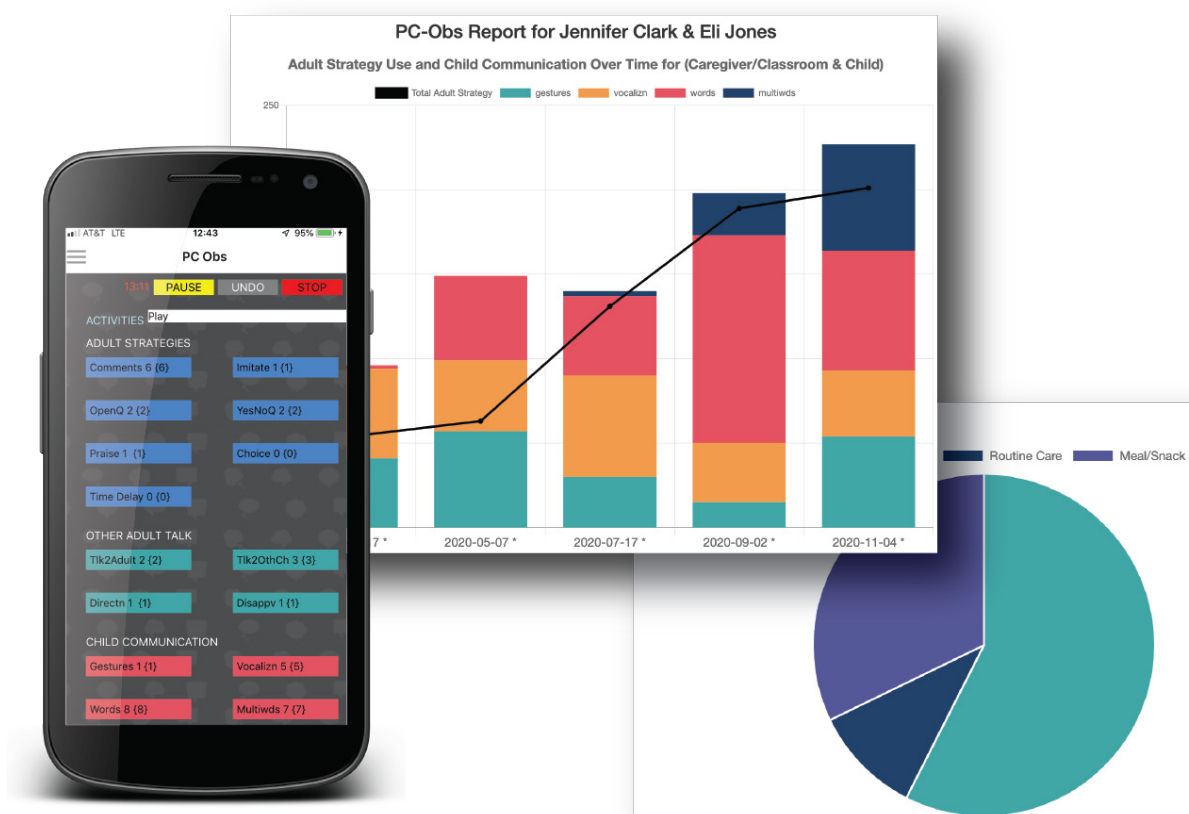 PC-Obs Report for Jennifer Clark & Eli Jones
Adult Strategy Use and Child Communication Over Time for (Caregiver/Classroom & Child)
Total Adult Strategy gestures vocalizn words multiwds
250
7 * 2020-05-07 * 2020-07-17 * 2020-09-02 * 2020-11-04 *
AT&T LTE 12:43 95%
PC Obs
13:11 PAUSE UNDO STOP
ACTIVITIES Play
ADULT STRATEGIES
Comments 6 {6} Imitate 1 {1}
OpenQ 2 {2} YesNoQ 2 {2}
Praise 1 {1} Choice 0 {0}
Time Delay 0 {0}
OTHER ADULT TALK
Tlk2Adult 2 {2} Tlk2OthCh 3 {3}
Directn 1 {1} Disappv 1 {1}
CHILD COMMUNICATION
Gestures 1 {1} Vocalizn 5 {5}
Words 8 {8} Multiwds 7 {7}
Routine Care Meal/Snack